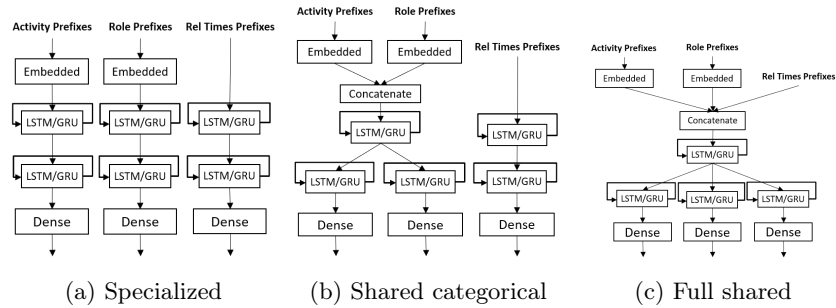 Activity Prefixes Role Prefixes Rel Times Prefixes
Embedded Embedded
LSTM/GRU LSTM/GRU LSTM/GRU
LSTM/GRU LSTM/GRU LSTM/GRU
Dense Dense Dense
(a) Specialized
Activity Prefixes Role Prefixes
Embedded Embedded
Rel Times Prefixes
Concatenate
LSTM/GRU LSTM/GRU
LSTM/GRU LSTM/GRU LSTM/GRU
Dense Dense Dense
(b) Shared categorical
Activity Prefixes Role Prefixes
Embedded Embedded Rel Times Prefixes
Concatenate
LSTM/GRU
LSTM/GRU LSTM/GRU LSTM/GRU
Dense Dense Dense
(c) Full shared